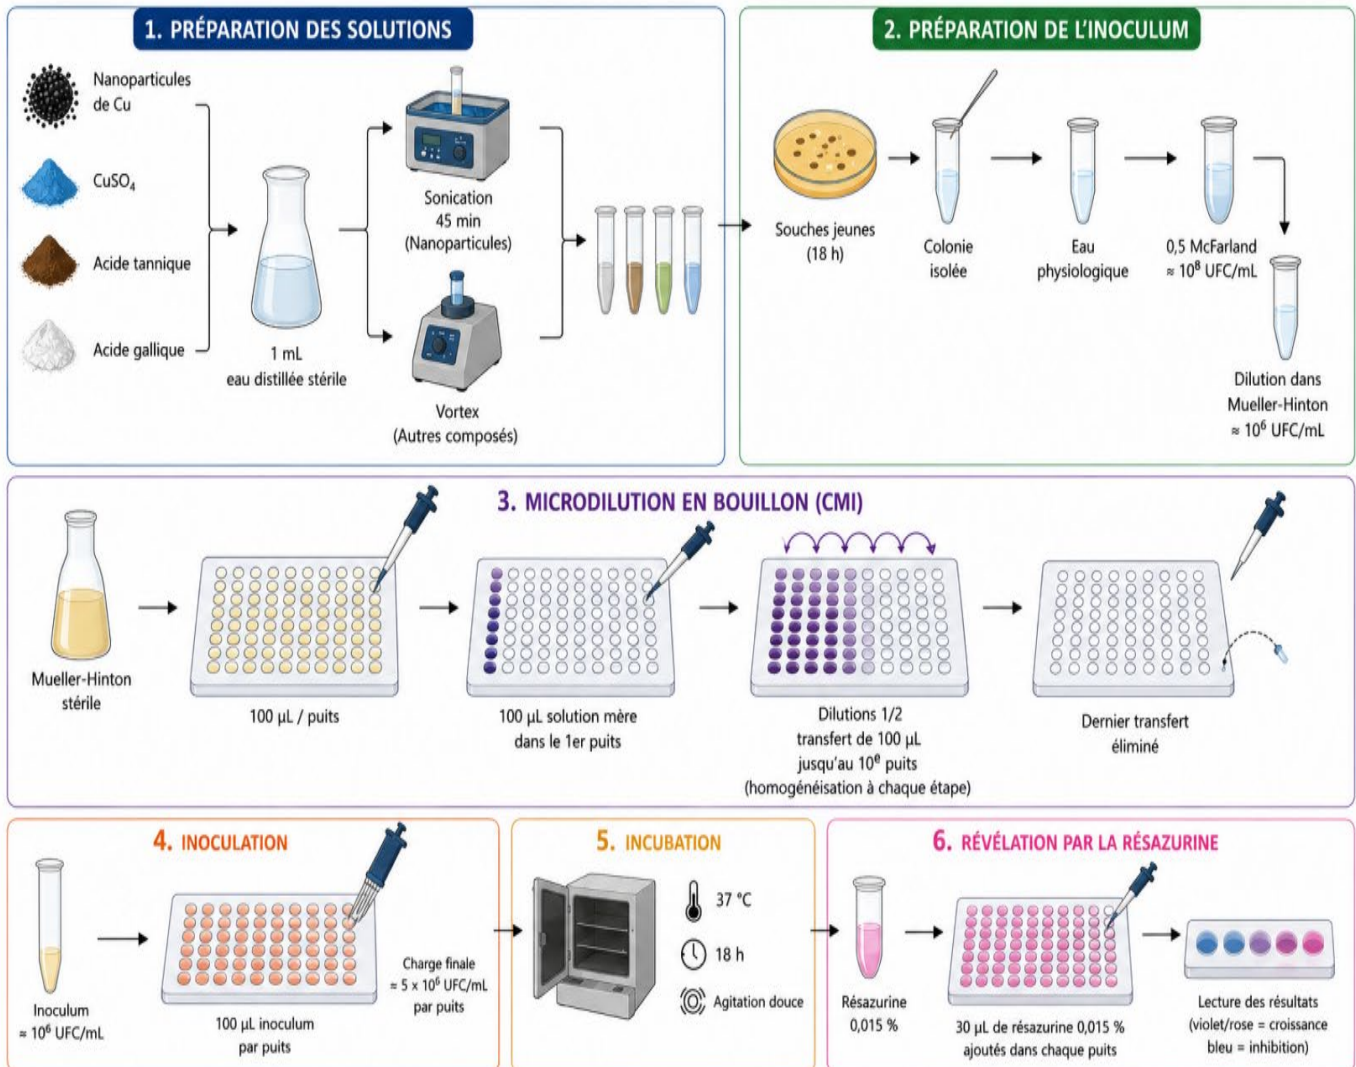 1. PRÉPARATION DES SOLUTIONS
Nanoparticules
de Cu
CuSO₄
Acide tannique
Acide gallique
1 mL
eau distillée stérile
Sonication
45 min
(Nanoparticules)
Vortex
(Autres composés)
2. PRÉPARATION DE L’INOCULUM
Souches jeunes
(18 h)
Colonie
isolée
Eau
physiologique
0,5 McFarland
≈ 10⁸ UFC/mL
Dilution dans
Mueller-Hinton
≈ 10⁶ UFC/mL
3. MICRODILUTION EN BOUILLON (CMI)
Mueller-Hinton
stérile
100 µL / puits
100 µL solution mère
dans le 1er puits
Dilutions 1/2
transfert de 100 µL
jusqu’au 10ᵉ puits
(homogénéisation à chaque étape)
Dernier transfert
éliminé
4. INOCULATION
Inoculum
≈ 10⁶ UFC/mL
100 µL inoculum
par puits
Charge finale
≈ 5 x 10⁶ UFC/mL
par puits
5. INCUBATION
37 °C
18 h
Agitation douce
6. RÉVÉLATION PAR LA RÉSAZURINE
Résazurine
0,015 %
30 µL de résazurine 0,015 %
ajoutés dans chaque puits
Lecture des résultats
(violet/rose = croissance
bleu = inhibition)